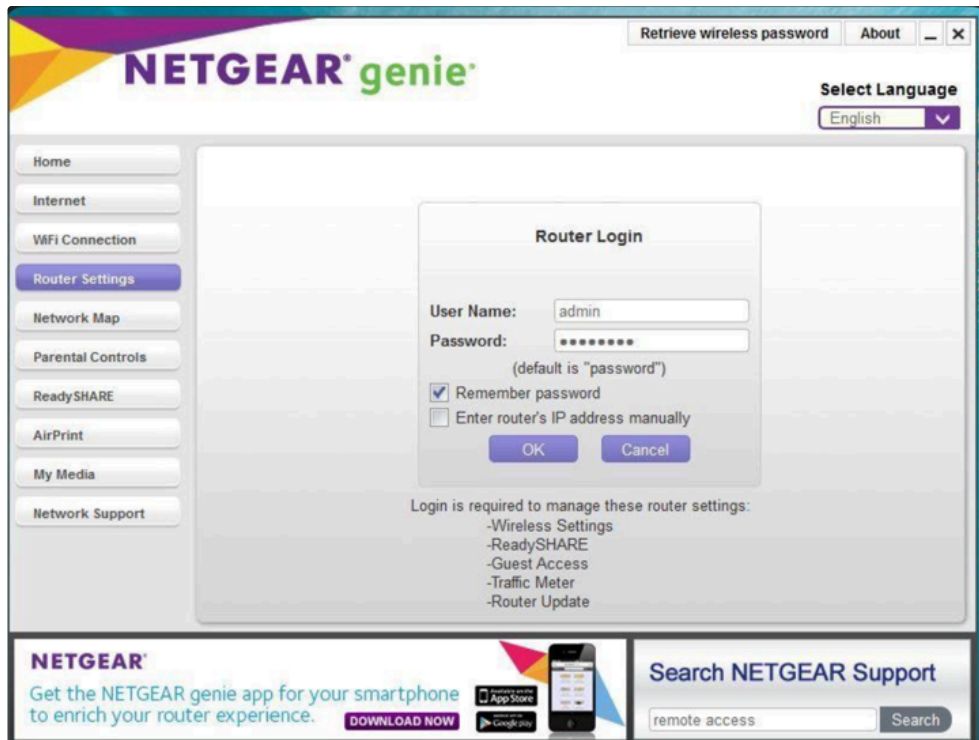 Retrieve wireless password
About
NETGEAR® genie®
Select Language
English
Home
Internet
WiFi Connection
Router Settings
Network Map
Parental Controls
ReadySHARE
AirPrint
My Media
Network Support
Router Login
User Name: admin
Password: ●●●●●●●●
(default is "password")
Remember password
Enter router's IP address manually
OK Cancel
Login is required to manage these router settings:
-Wireless Settings
-ReadySHARE
-Guest Access
-Traffic Meter
-Router Update
NETGEAR®
Get the NETGEAR genie app for your smartphone
to enrich your router experience.
DOWNLOAD NOW
App Store
Google play
Search NETGEAR Support
remote access
Search